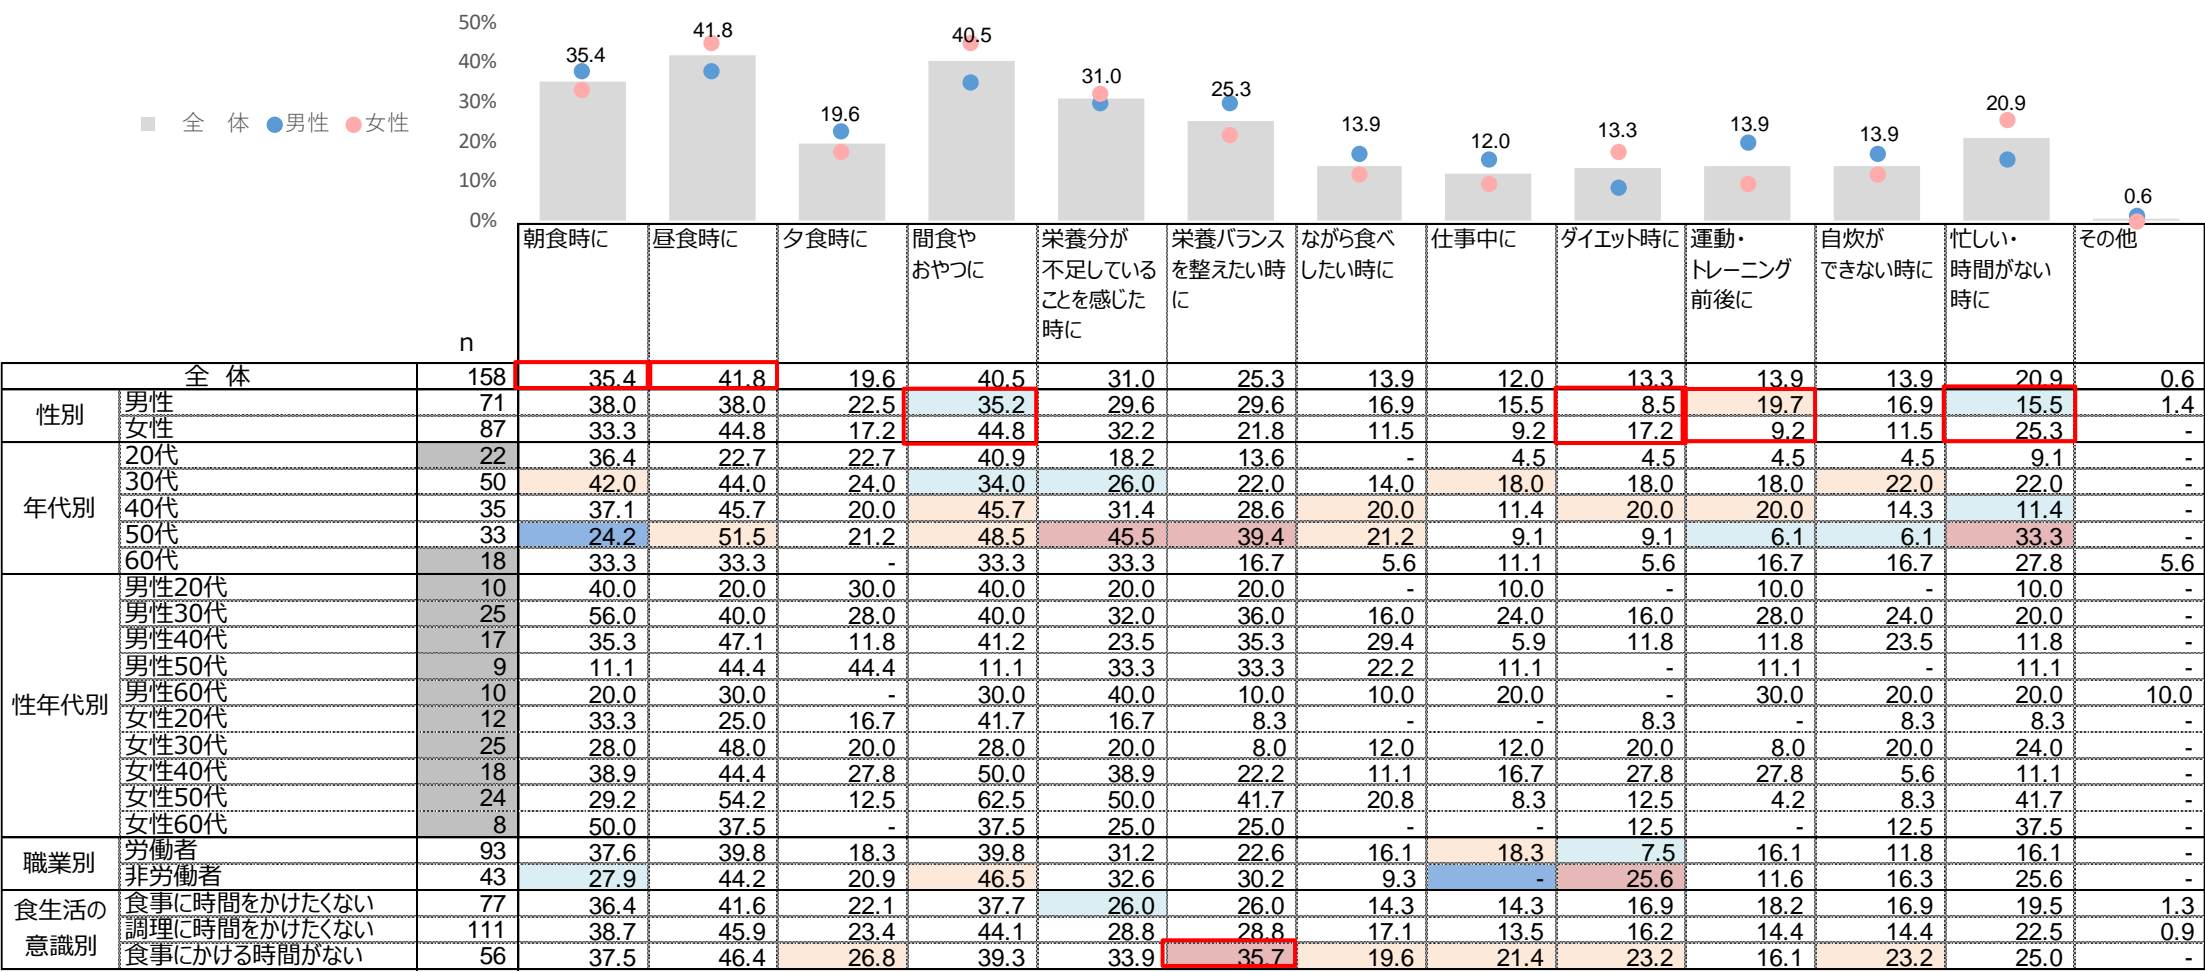 50%
40%
30%
20%
10%
0%
全　体 男性 女性
35.4 41.8 19.6 40.5 31.0 25.3 13.9 12.0 13.3 13.9 13.9 20.9 0.6
n
朝食時に
昼食時に
夕食時に
間食や
おやつに
栄養分が
不足している
ことを感じた
時に
栄養バランス
を整えたい時
に
ながら食べ
したい時に
仕事中に
ダイエット時に
運動・
トレーニング
前後に
自炊が
できない時に
忙しい・
時間がない
時に
その他
全　体 158 35.4 41.8 19.6 40.5 31.0 25.3 13.9 12.0 13.3 13.9 13.9 20.9 0.6
性別
男性 71 38.0 38.0 22.5 35.2 29.6 29.6 16.9 15.5 8.5 19.7 16.9 15.5 1.4
女性 87 33.3 44.8 17.2 44.8 32.2 21.8 11.5 9.2 17.2 9.2 11.5 25.3 -
年代別
20代 22 36.4 22.7 22.7 40.9 18.2 13.6 - 4.5 4.5 4.5 4.5 9.1 -
30代 50 42.0 44.0 24.0 34.0 26.0 22.0 14.0 18.0 18.0 18.0 22.0 22.0 -
40代 35 37.1 45.7 20.0 45.7 31.4 28.6 20.0 11.4 20.0 20.0 14.3 11.4 -
50代 33 24.2 51.5 21.2 48.5 45.5 39.4 21.2 9.1 9.1 6.1 6.1 33.3 -
60代 18 33.3 33.3 - 33.3 33.3 16.7 5.6 11.1 5.6 16.7 16.7 27.8 5.6
性年代別
男性20代 10 40.0 20.0 30.0 40.0 20.0 20.0 - 10.0 - 10.0 - 10.0 -
男性30代 25 56.0 40.0 28.0 40.0 32.0 36.0 16.0 24.0 16.0 28.0 24.0 20.0 -
男性40代 17 35.3 47.1 11.8 41.2 23.5 35.3 29.4 5.9 11.8 11.8 23.5 11.8 -
男性50代 9 11.1 44.4 44.4 11.1 33.3 33.3 22.2 11.1 - 11.1 - 11.1 -
男性60代 10 20.0 30.0 - 30.0 40.0 10.0 10.0 20.0 - 30.0 20.0 20.0 10.0
女性20代 12 33.3 25.0 16.7 41.7 16.7 8.3 - - 8.3 - 8.3 8.3 -
女性30代 25 28.0 48.0 20.0 28.0 20.0 8.0 12.0 12.0 20.0 8.0 20.0 24.0 -
女性40代 18 38.9 44.4 27.8 50.0 38.9 22.2 11.1 16.7 27.8 27.8 5.6 11.1 -
女性50代 24 29.2 54.2 12.5 62.5 50.0 41.7 20.8 8.3 12.5 4.2 8.3 41.7 -
女性60代 8 50.0 37.5 - 37.5 25.0 25.0 - - 12.5 - 12.5 37.5 -
職業別
労働者 93 37.6 39.8 18.3 39.8 31.2 22.6 16.1 18.3 7.5 16.1 11.8 16.1 -
非労働者 43 27.9 44.2 20.9 46.5 32.6 30.2 9.3 - 25.6 11.6 16.3 25.6 -
食生活の
意識別
食事に時間をかけたくない 77 36.4 41.6 22.1 37.7 26.0 26.0 14.3 14.3 16.9 18.2 16.9 19.5 1.3
調理に時間をかけたくない 111 38.7 45.9 23.4 44.1 28.8 28.8 17.1 13.5 16.2 14.4 14.4 22.5 0.9
食事にかける時間がない 56 37.5 46.4 26.8 39.3 33.9 35.7 19.6 21.4 23.2 16.1 23.2 25.0 -